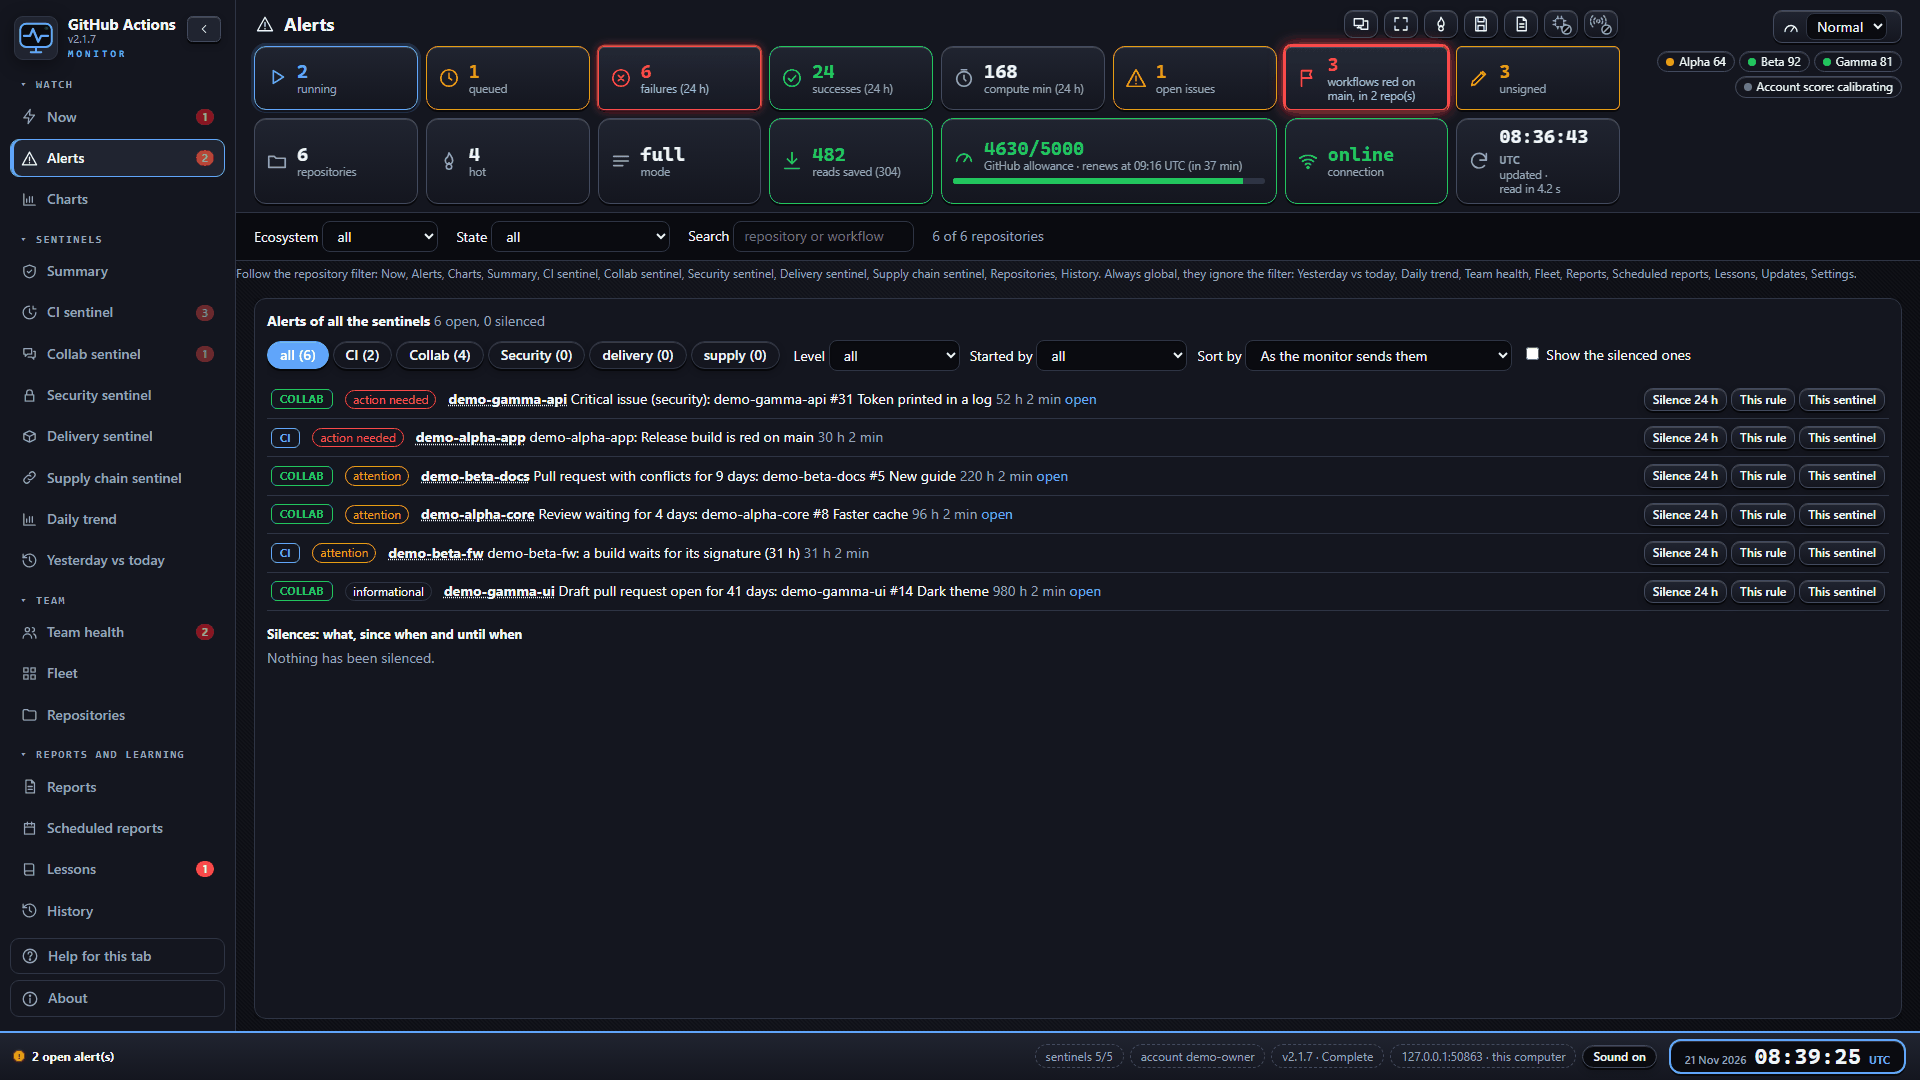 GitHub Actions
v2.1.7
MONITOR
WATCH
Now 1
Alerts 2
Charts
SENTINELS
Summary
CI sentinel 3
Collab sentinel 1
Security sentinel
Delivery sentinel
Supply chain sentinel
Daily trend
Yesterday vs today
TEAM
Team health 2
Fleet
Repositories
REPORTS AND LEARNING
Reports
Scheduled reports
Lessons 1
History
Help for this tab
About
Alerts
Normal
2
running
1
queued
6
failures (24 h)
24
successes (24 h)
168
compute min (24 h)
1
open issues
3
workflows red on
main, in 2 repo(s)
3
unsigned
Alpha 64 Beta 92 Gamma 81
Account score: calibrating
6
repositories
4
hot
full
mode
482
reads saved (304)
4630/5000
GitHub allowance · renews at 09:16 UTC (in 37 min)
online
connection
08:36:43
UTC
updated ·
read in 4.2 s
Ecosystem all State all Search repository or workflow 6 of 6 repositories
Follow the repository filter: Now, Alerts, Charts, Summary, CI sentinel, Collab sentinel, Security sentinel, Delivery sentinel, Supply chain sentinel, Repositories, History. Always global, they ignore the filter: Yesterday vs today, Daily trend, Team health, Fleet, Reports, Scheduled reports, Lessons, Updates, Settings.
Alerts of all the sentinels 6 open, 0 silenced
all (6) CI (2) Collab (4) Security (0) delivery (0) supply (0) Level all Started by all Sort by As the monitor sends them Show the silenced ones
COLLAB action needed demo-gamma-api Critical issue (security): demo-gamma-api #31 Token printed in a log 52 h 2 min open Silence 24 h This rule This sentinel
CI action needed demo-alpha-app demo-alpha-app: Release build is red on main 30 h 2 min Silence 24 h This rule This sentinel
COLLAB attention demo-beta-docs Pull request with conflicts for 9 days: demo-beta-docs #5 New guide 220 h 2 min open Silence 24 h This rule This sentinel
COLLAB attention demo-alpha-core Review waiting for 4 days: demo-alpha-core #8 Faster cache 96 h 2 min open Silence 24 h This rule This sentinel
CI attention demo-beta-fw demo-beta-fw: a build waits for its signature (31 h) 31 h 2 min Silence 24 h This rule This sentinel
COLLAB informational demo-gamma-ui Draft pull request open for 41 days: demo-gamma-ui #14 Dark theme 980 h 2 min open Silence 24 h This rule This sentinel
Silences: what, since when and until when
Nothing has been silenced.
2 open alert(s)
sentinels 5/5 account demo-owner v2.1.7 · Complete 127.0.0.1:50863 · this computer Sound on 21 Nov 2026 08:39:25 UTC